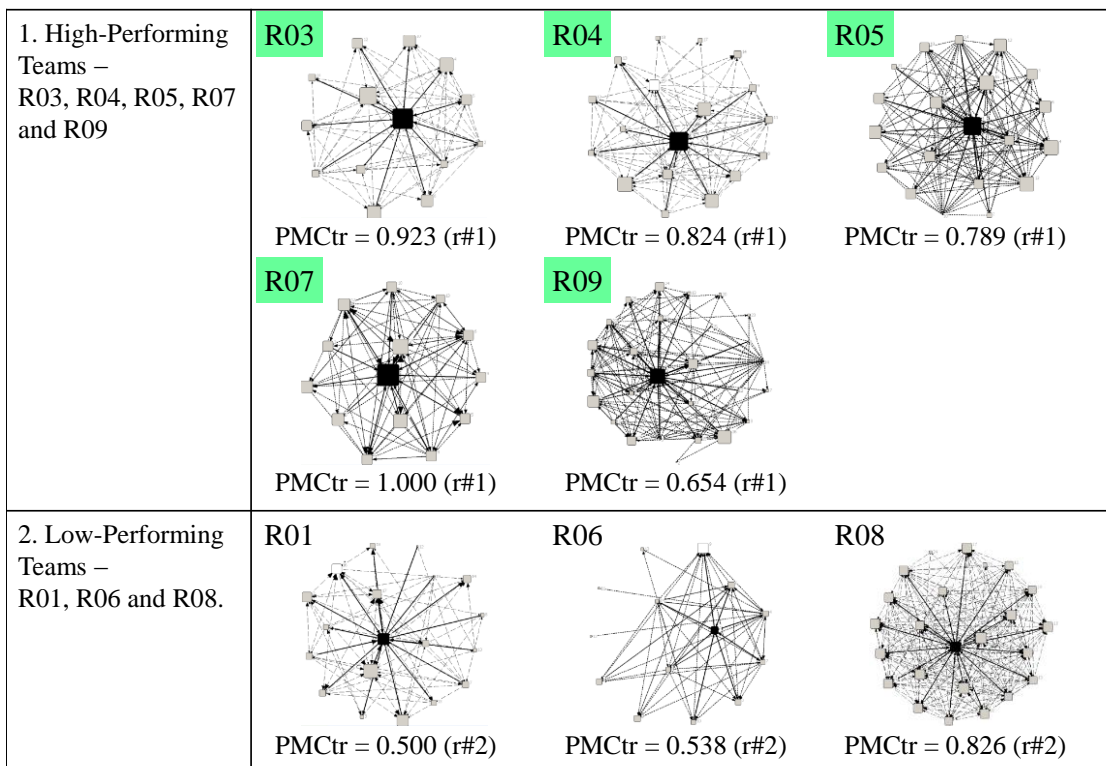 1. High-Performing
Teams –
R03, R04, R05, R07
and R09
R03
R04
R05
PMCtr = 0.923 (r#1)
PMCtr = 0.824 (r#1)
PMCtr = 0.789 (r#1)
R07
R09
PMCtr = 1.000 (r#1)
PMCtr = 0.654 (r#1)
2. Low-Performing
Teams –
R01, R06 and R08.
R01
R06
R08
PMCtr = 0.500 (r#2)
PMCtr = 0.538 (r#2)
PMCtr = 0.826 (r#2)